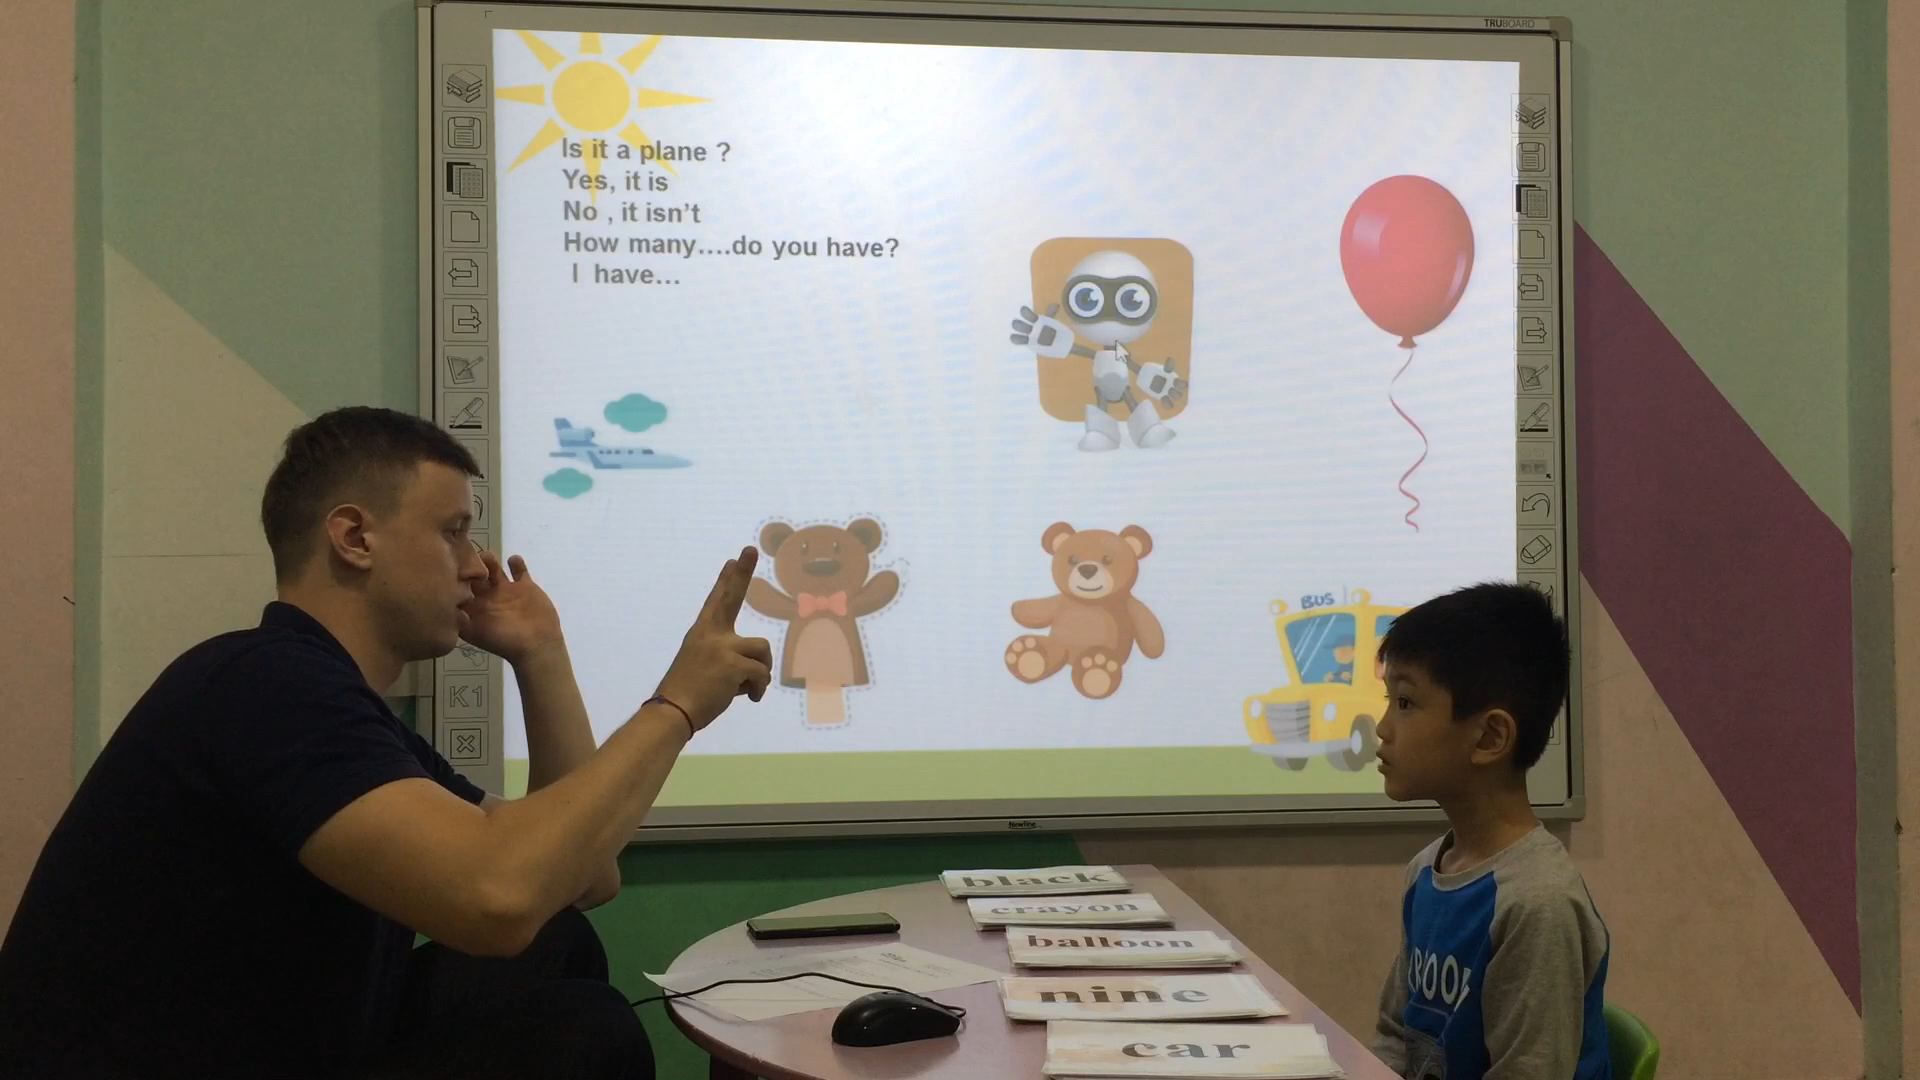 TRUBOARD
Is it a plane ?
Yes, it is
No , it isn't
How many....do you have?
I have...
BUS
K1
Newline
black
crayon
balloon
nine
car